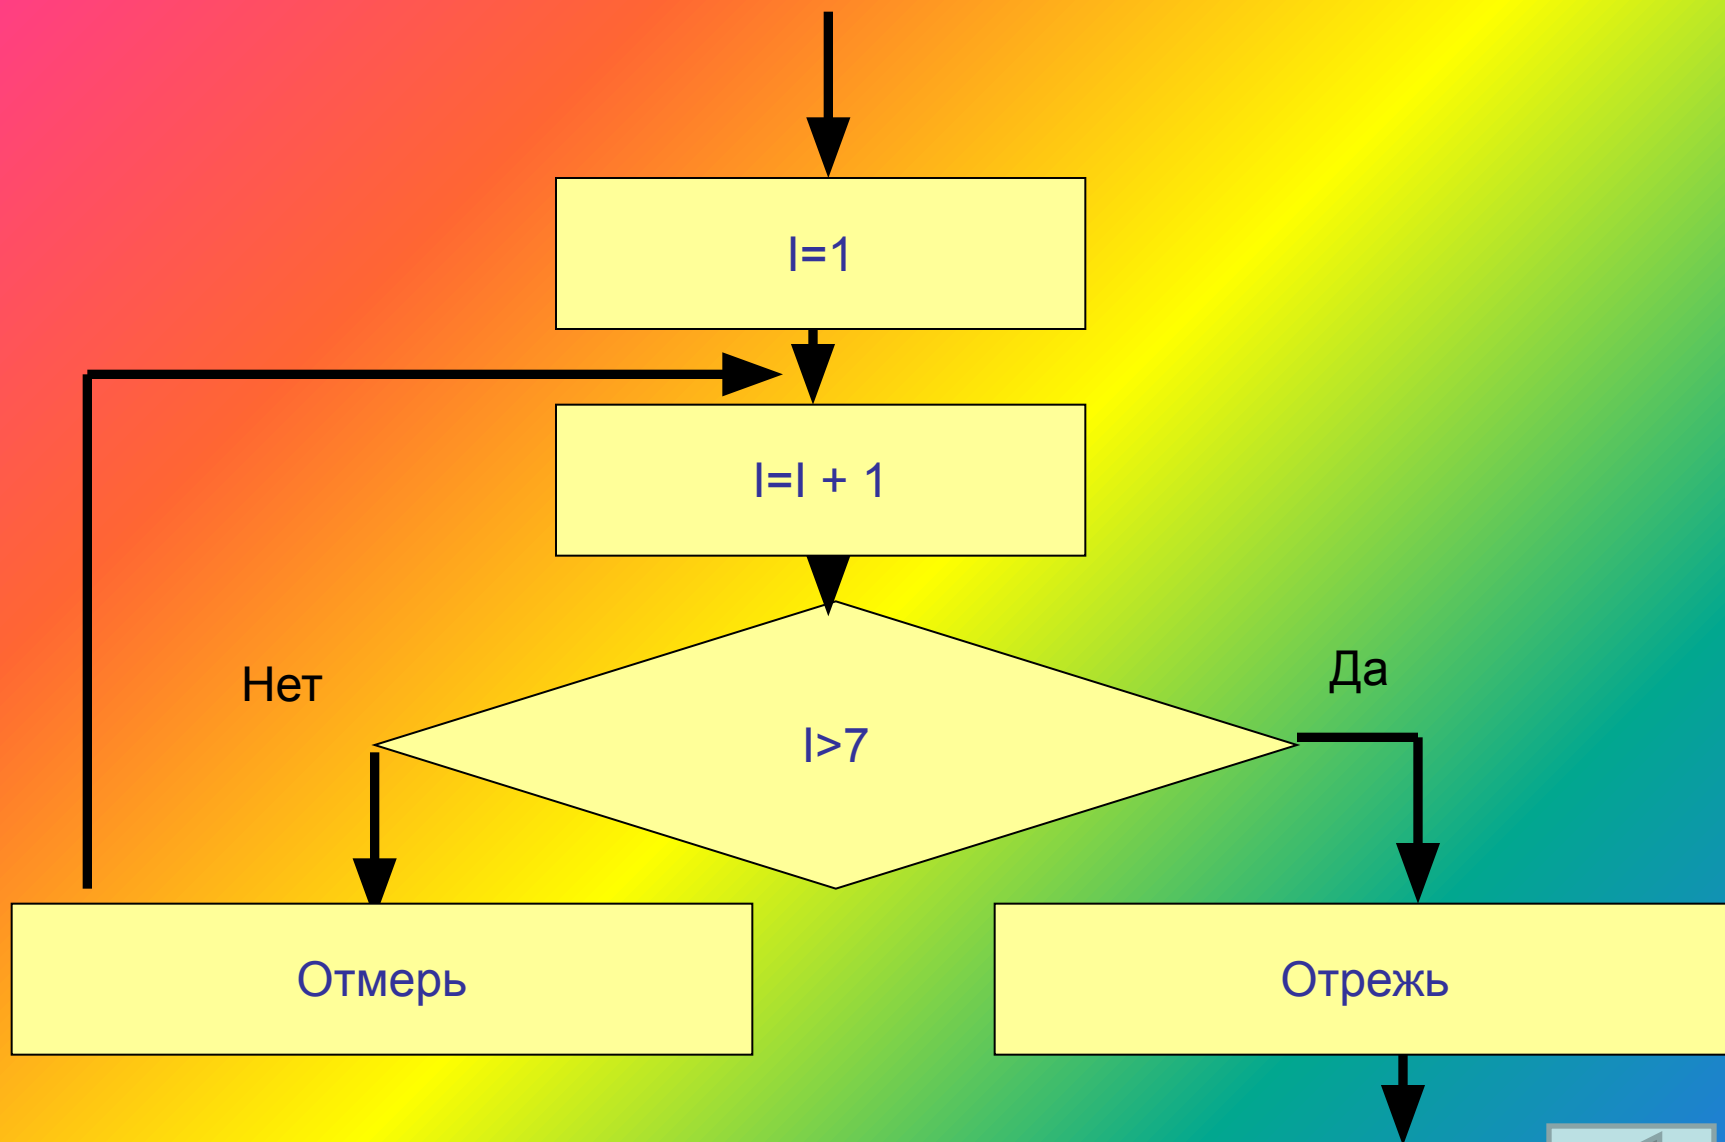 I=1
I=I + 1
Нет
Да
I>7
Отмерь
Отрежь